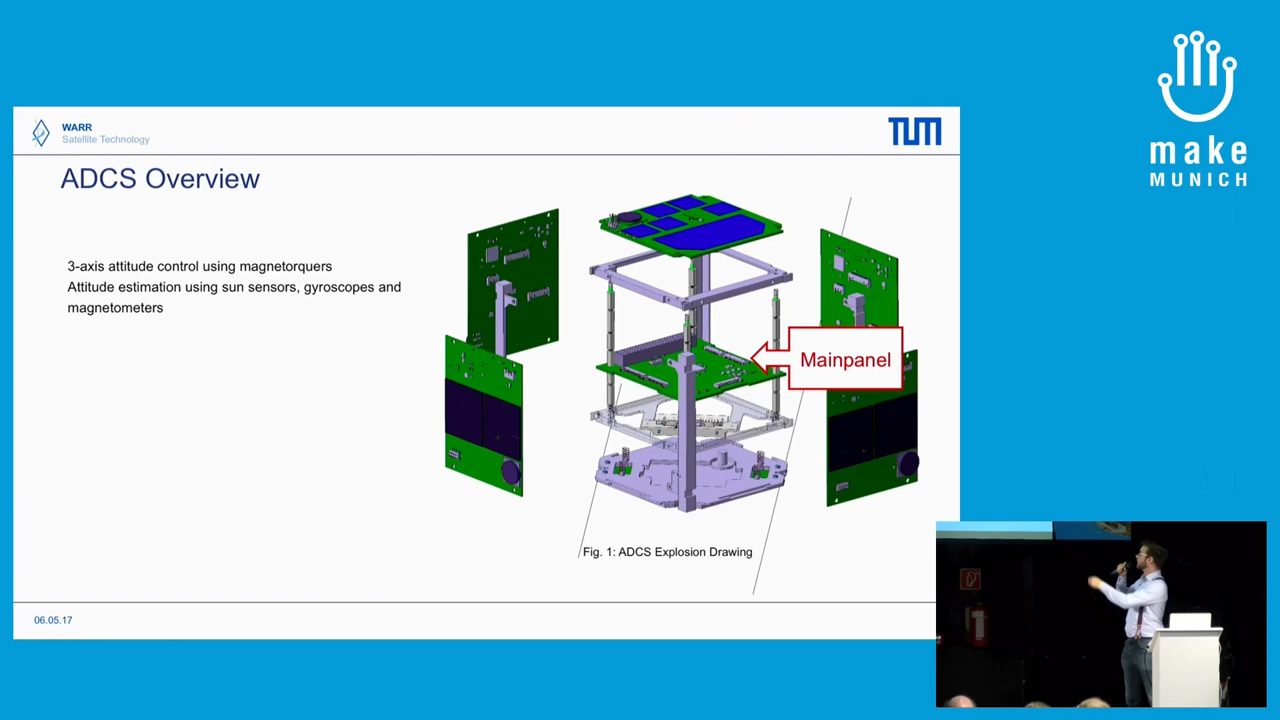 WARR
Satellite Technology
TUM
ADCS Overview
3-axis attitude control using magnetorquers
Attitude estimation using sun sensors, gyroscopes and
magnetometers
Mainpanel
Fig. 1: ADCS Explosion Drawing
06.05.17
make
MUNICH